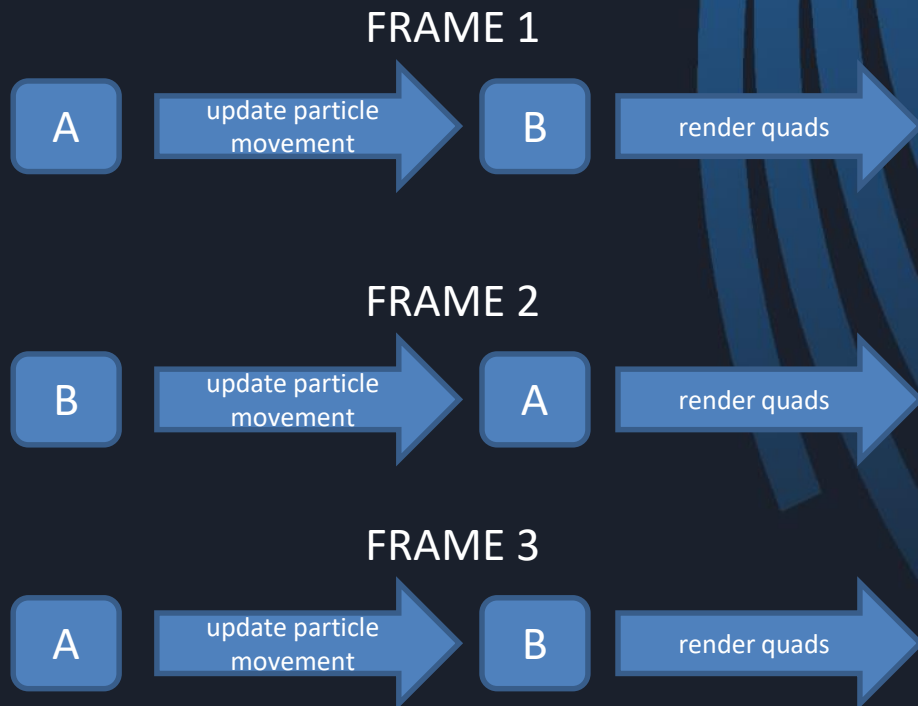 FRAME 1
A
update particle
movement
B
render quads
FRAME 2
B
update particle
movement
A
render quads
FRAME 3
A
update particle
movement
B
render quads